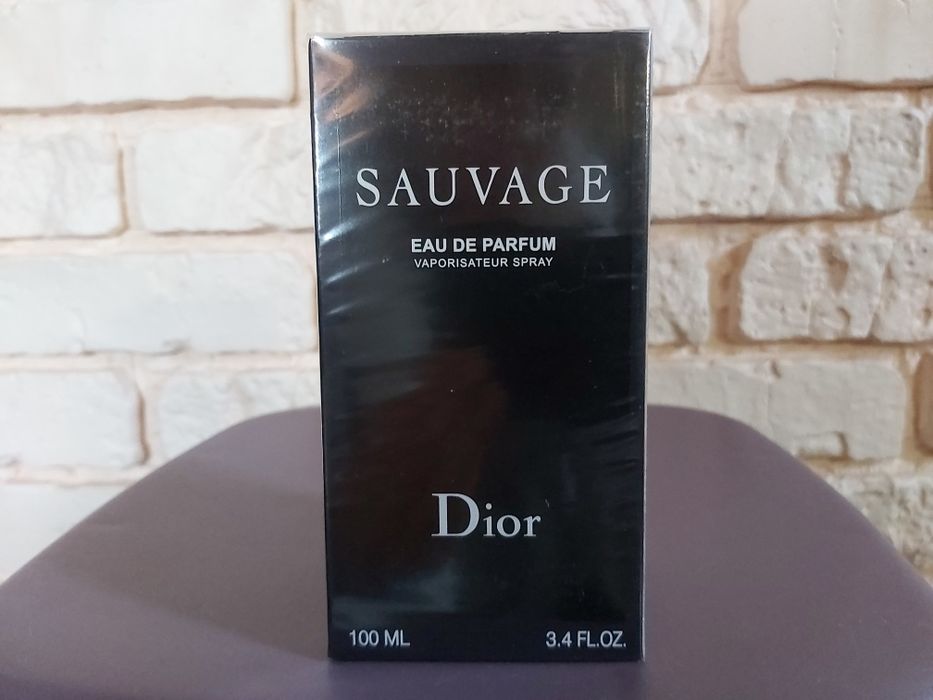 SAUVAGE
EAU DE PARFUM
VAPORISATEUR SPRAY
Dior
100 ML 3.4 FL.OZ.